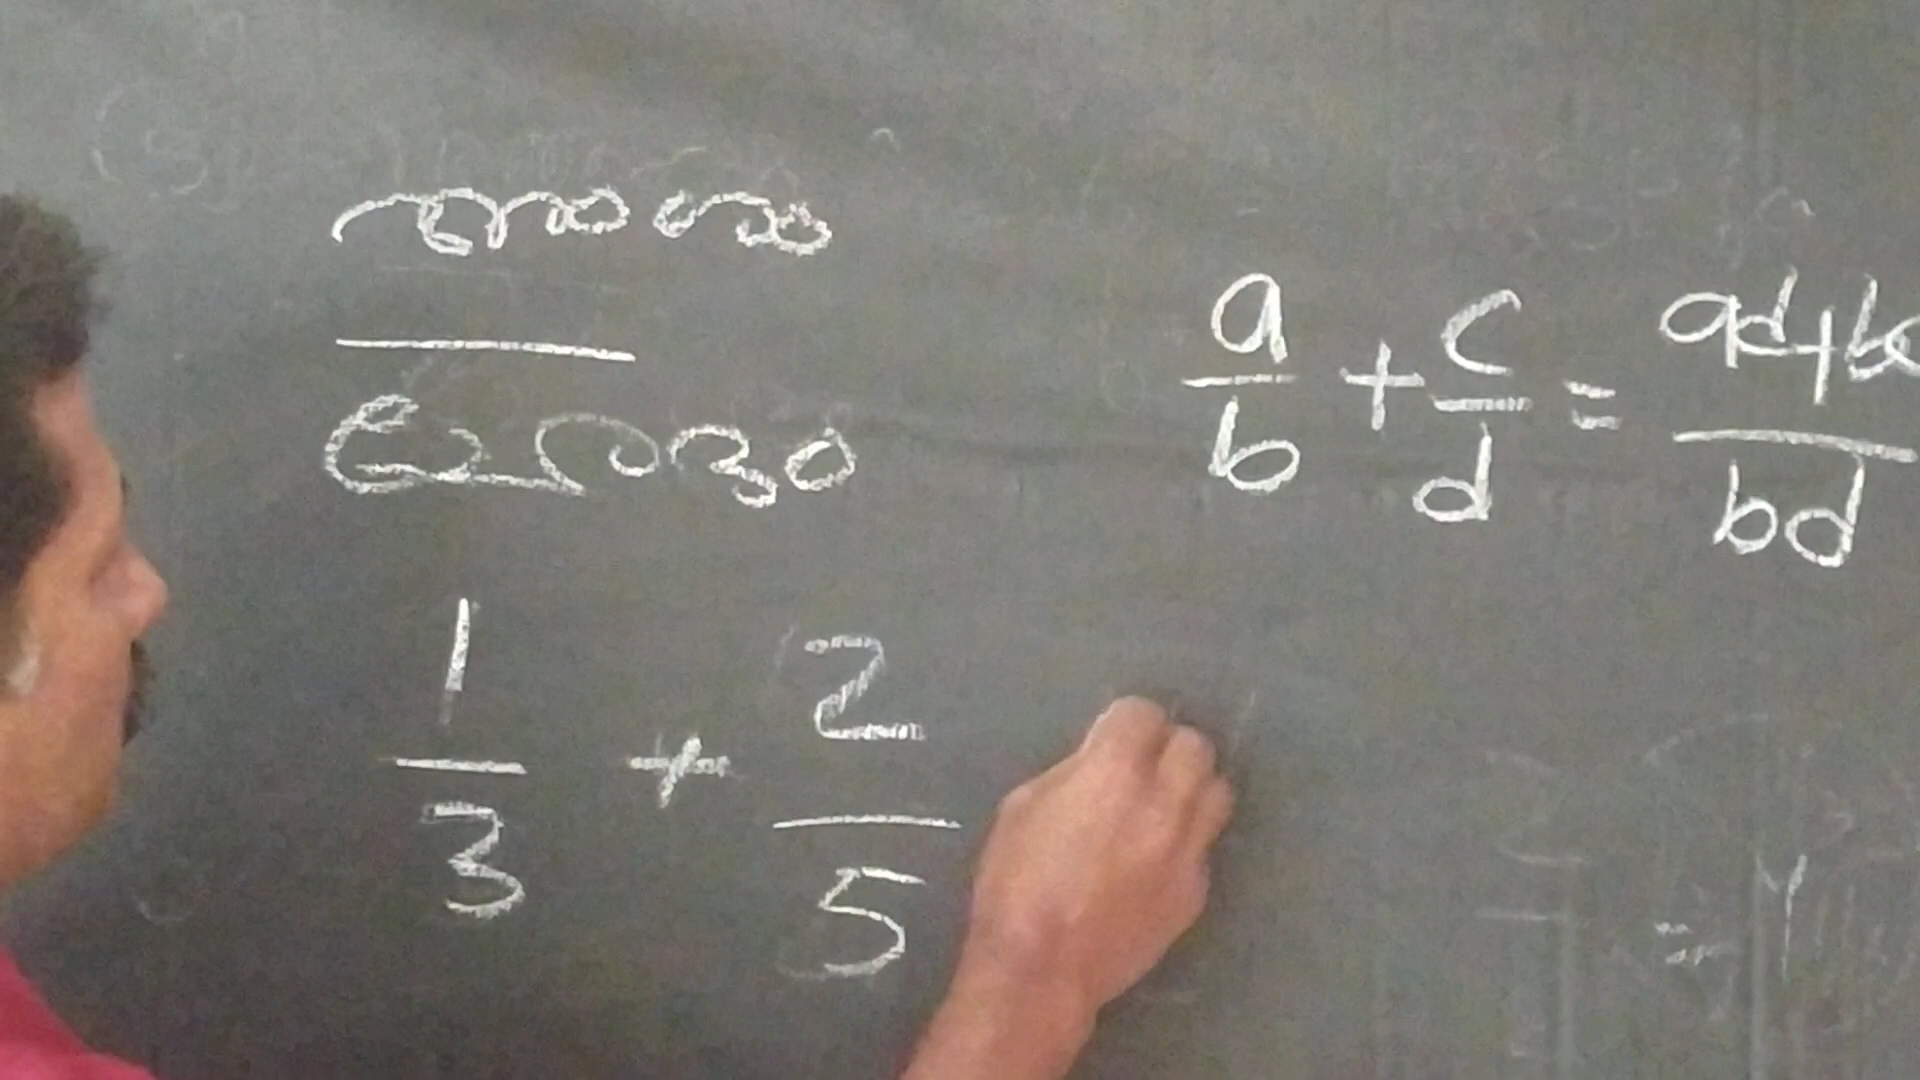 അംശം
ഛേദം
a/b + c/d = ad+bc/bd
1/3 + 2/5